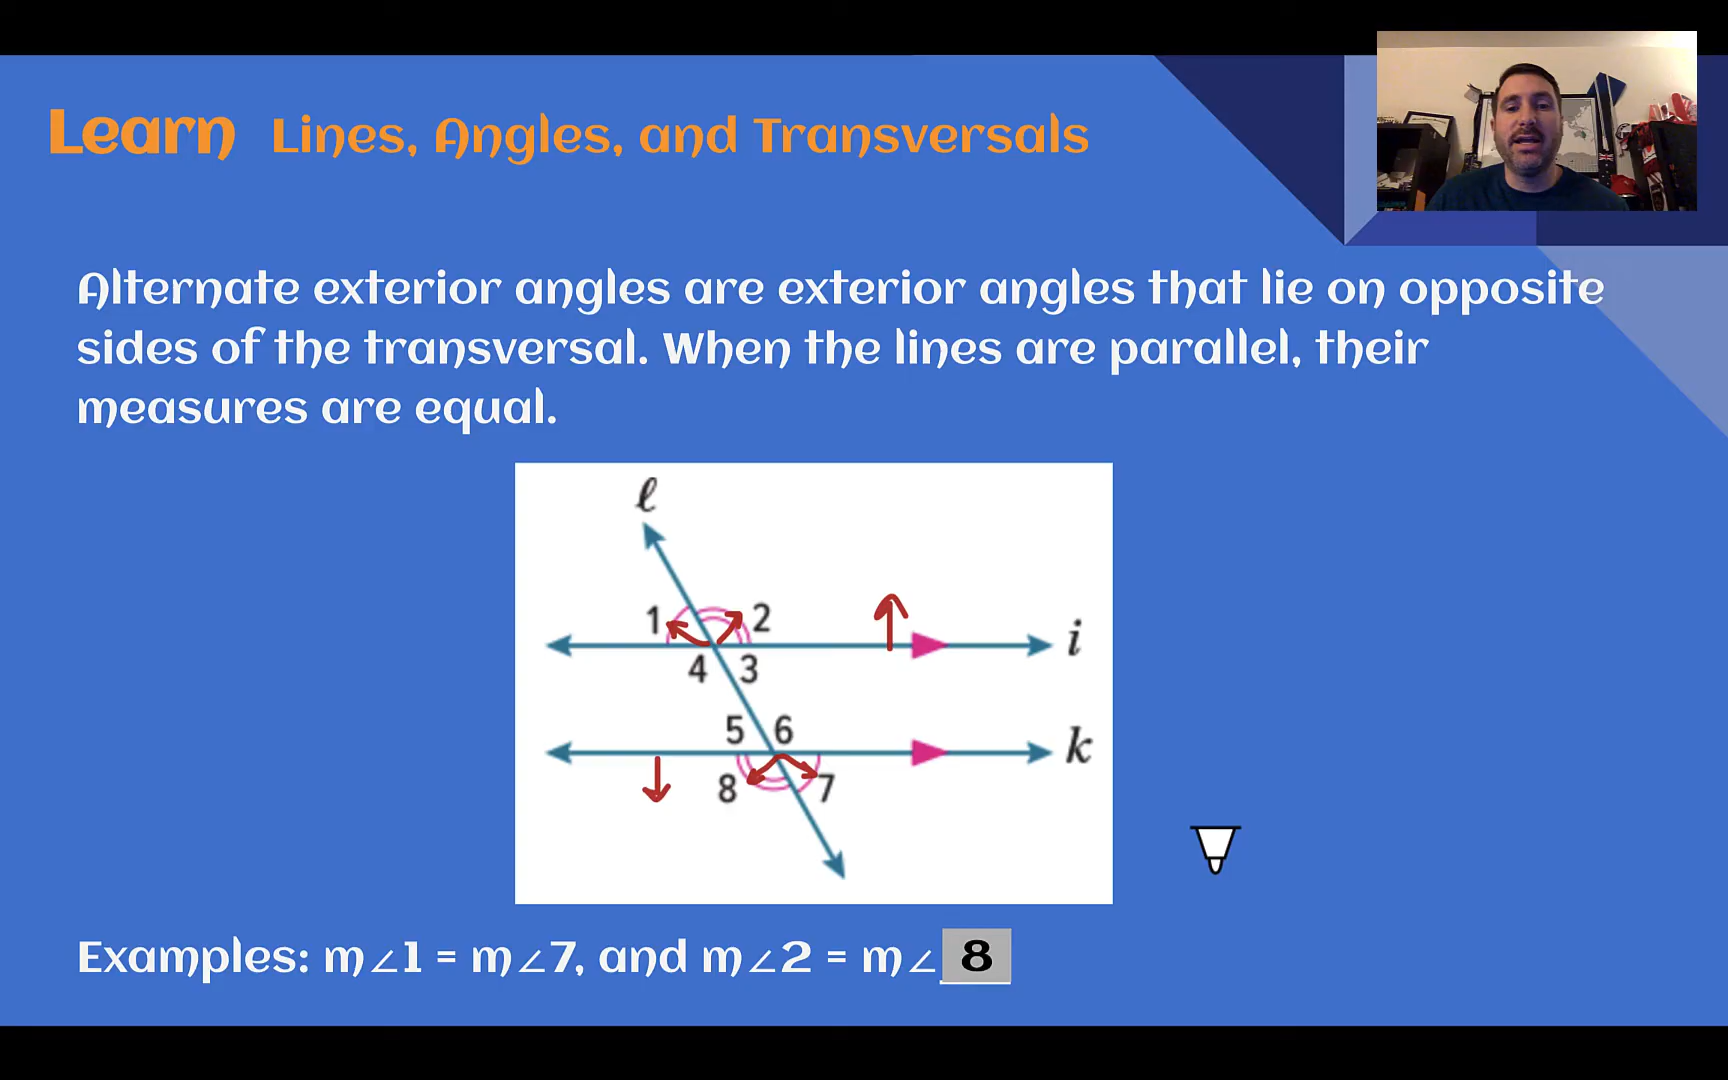 Learn Lines, Angles, and Transversals
Alternate exterior angles are exterior angles that lie on opposite
sides of the transversal. When the lines are parallel, their
measures are equal.
ℓ
1 2
i
4 3
5 6
k
8 7
Examples: m∠1 = m∠7, and m∠2 = m∠ 8